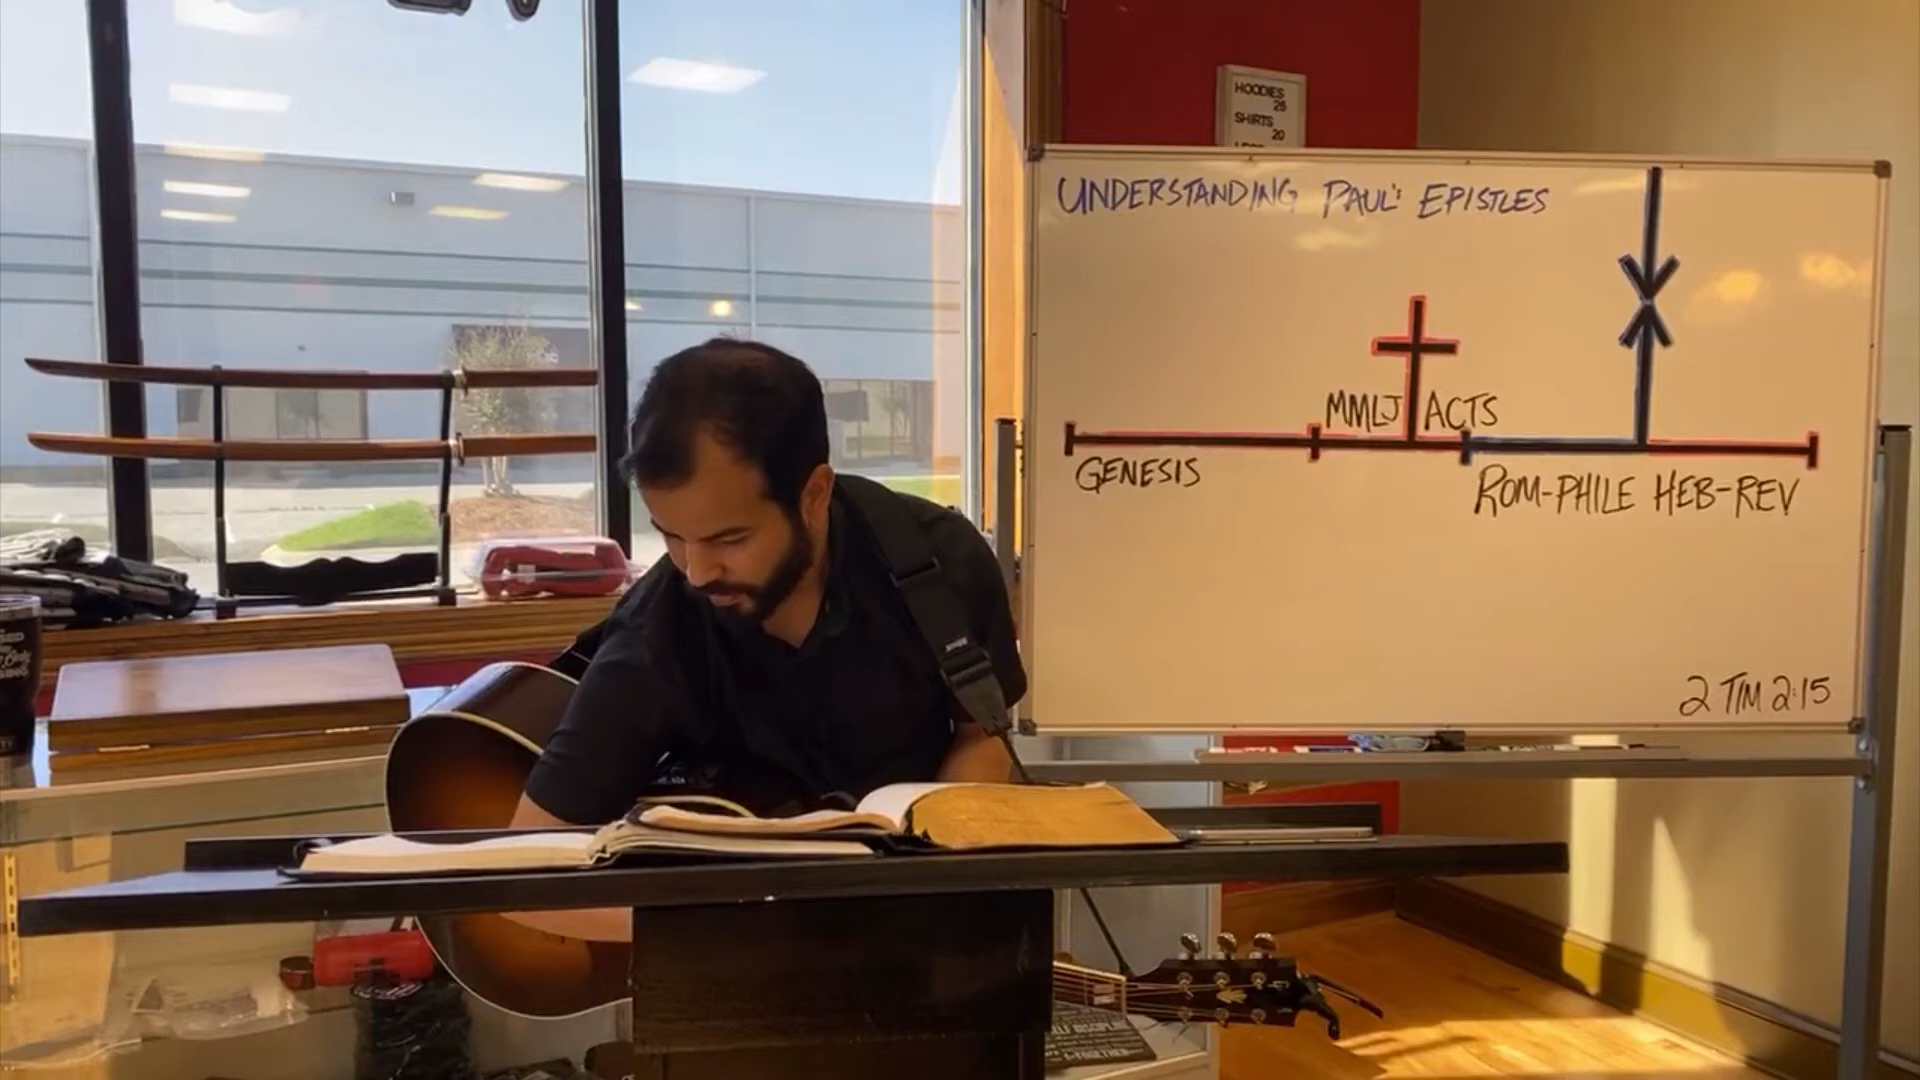 HOODIES
25
SHIRTS
20
UNDERSTANDING PAUL'S EPISTLES
MMLJ ACTS
GENESIS
ROM-PHILE HEB-REV
2 TIM 2:15